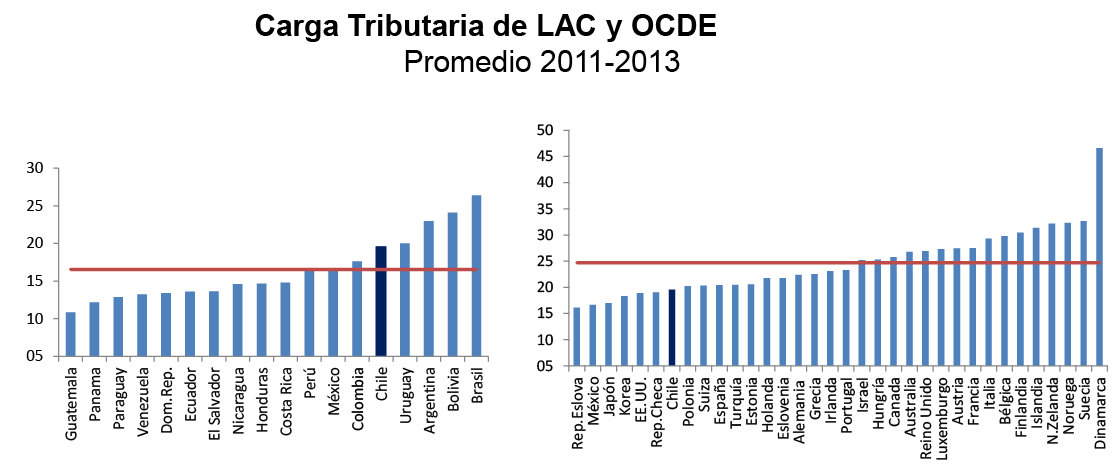 Carga Tributaria de LAC y OCDE
Promedio 2011-2013
30
25
20
15
10
05
Guatemala
Panama
Paraguay
Venezuela
Dom.Rep.
Ecuador
El Salvador
Nicaragua
Honduras
Costa Rica
Perú
México
Colombia
Chile
Uruguay
Argentina
Bolivia
Brasil
50
45
40
35
30
25
20
15
10
05
Rep.Eslova
México
Japón
Korea
EE.UU.
Rep.Checa
Chile
Polonia
Suiza
España
Turquía
Estonia
Holanda
Eslovenia
Alemania
Grecia
Irlanda
Portugal
Israel
Hungría
Canada
Australia
Reino Unido
Luxemburgo
Austria
Francia
Italia
Bélgica
Finlandia
Islandia
N.Zelanda
Noruega
Suecia
Dinamarca